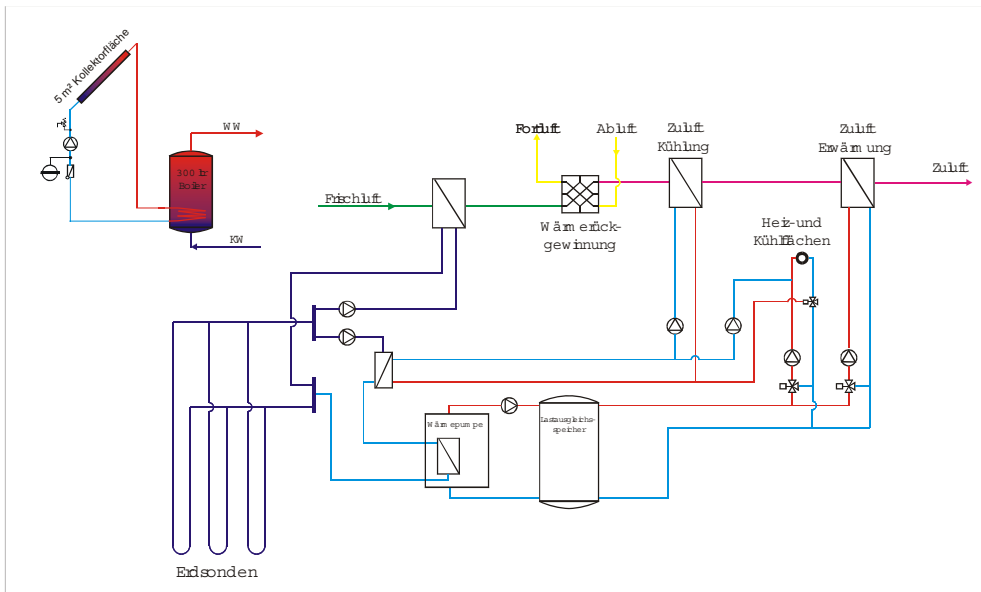 5 m² Kollektorfläche
WW
300 ltr
Boiler
KW
Frischluft
Fortluft
Abluft
Wärmerück-
gewinnung
Zuluft
Kühlung
Zuluft
Erwärmung
Zuluft
Heiz- und
Kühlflächen
Wärmepumpe
Lastausgleichs-
speicher
Erdsonden